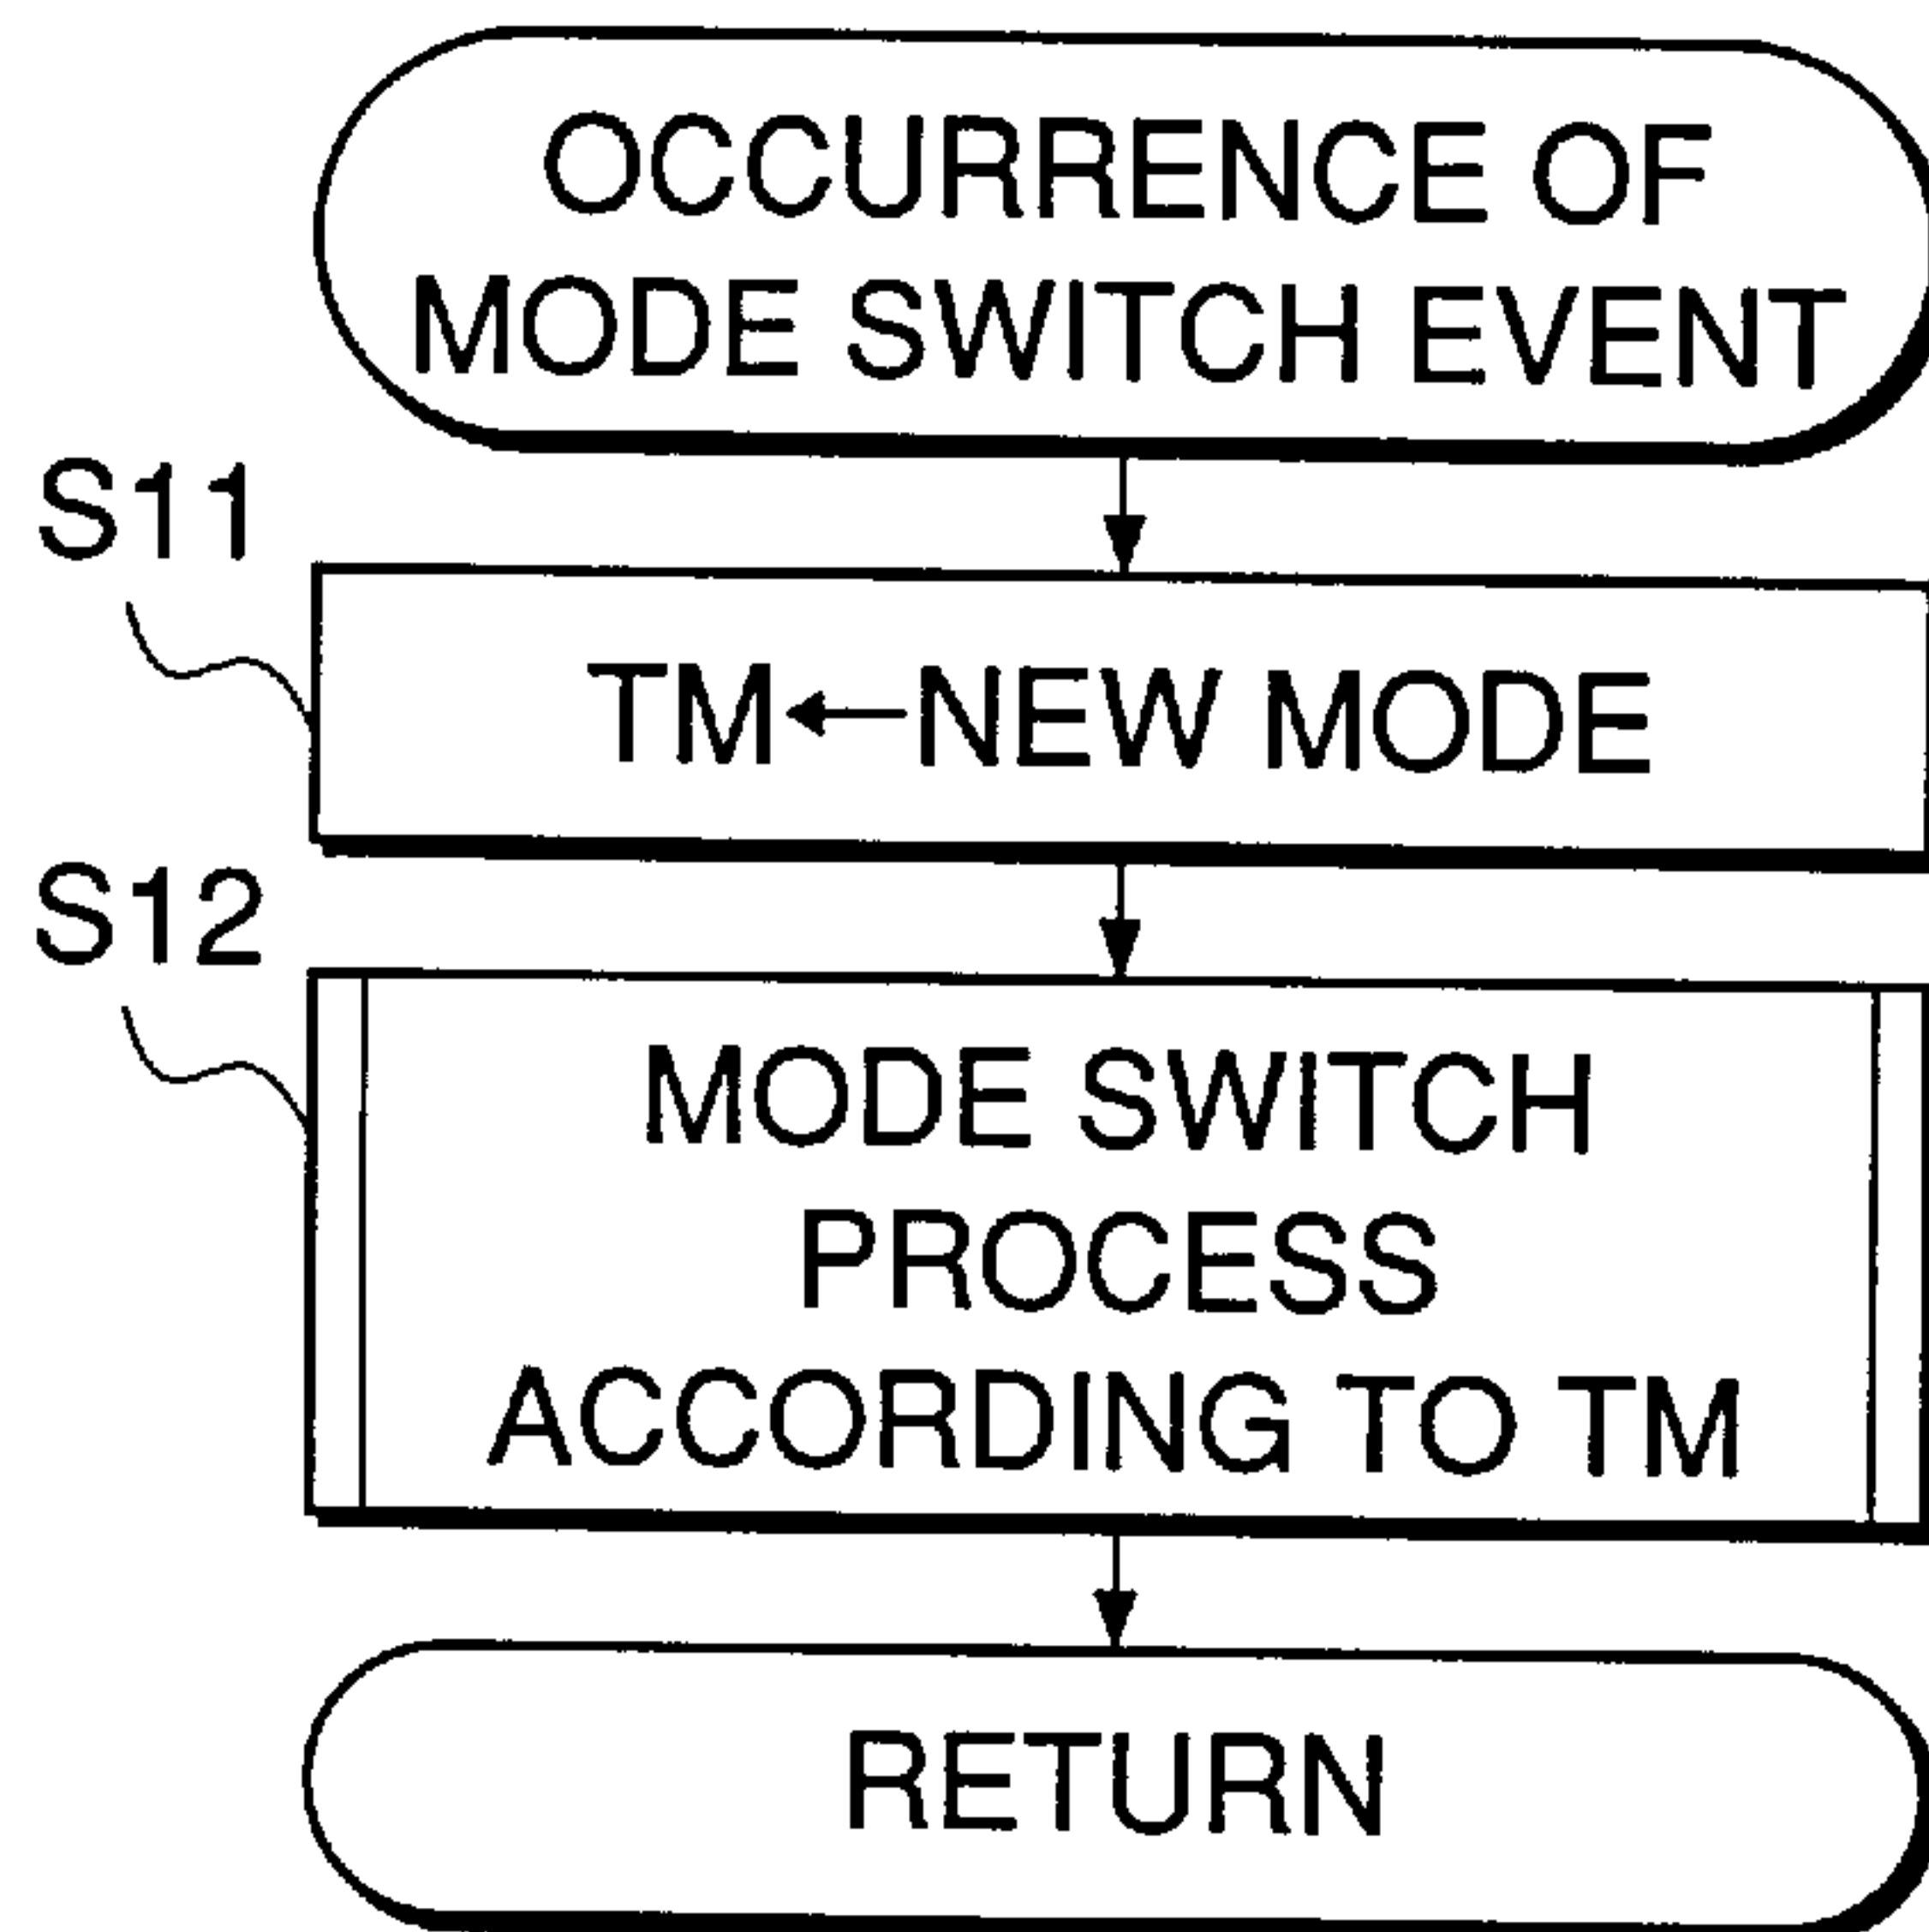 OCCURRENCE OF
MODE SWITCH EVENT
S11
TM←NEW MODE
S12
MODE SWITCH
PROCESS
ACCORDING TO TM
RETURN